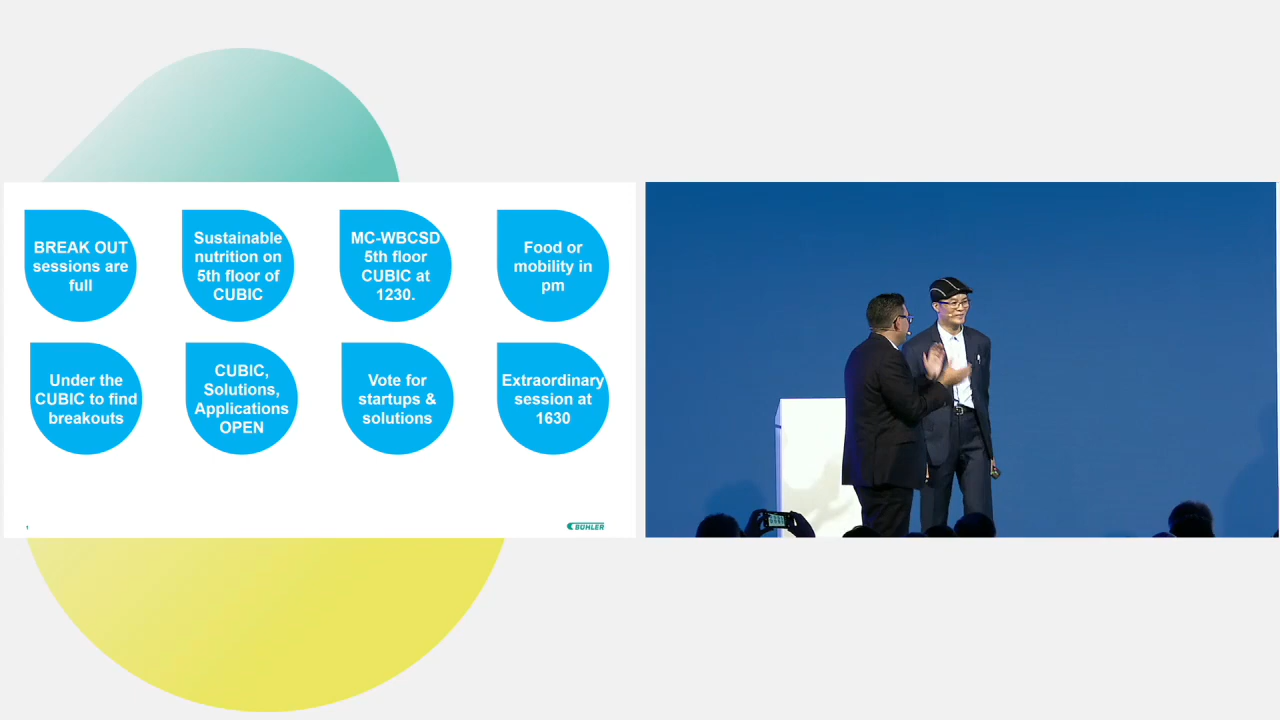 BREAK OUT
sessions are
full
Sustainable
nutrition on
5th floor of
CUBIC
MC-WBCSD
5th floor
CUBIC at
1230.
Food or
mobility in
pm
Under the
CUBIC to find
breakouts
CUBIC,
Solutions,
Applications
OPEN
Vote for
startups &
solutions
Extraordinary
session at
1630
1
BÜHLER